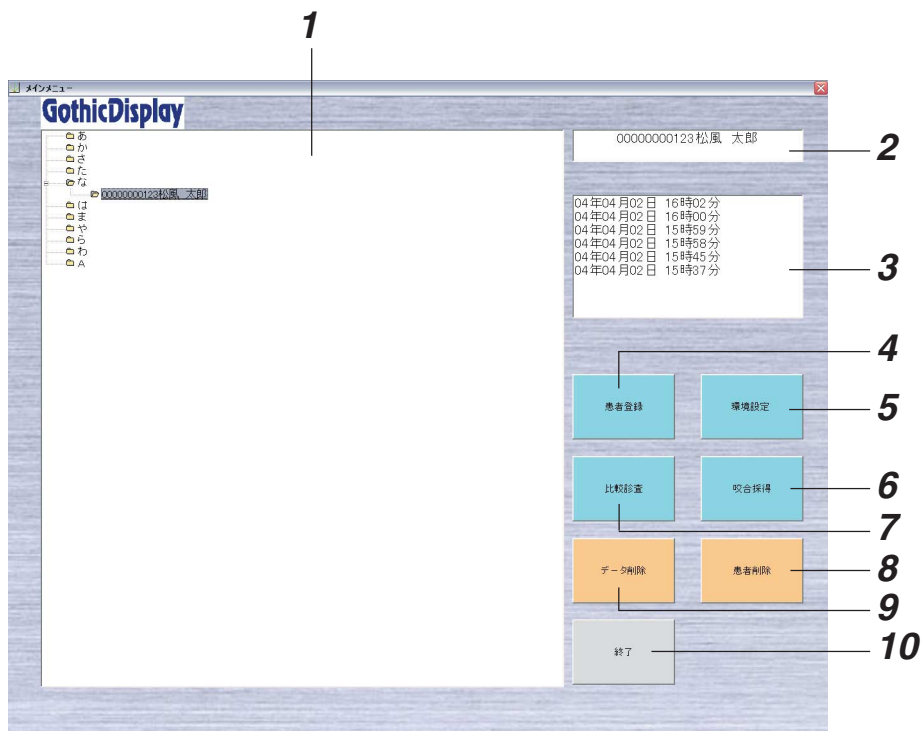 1
メインメニュー
GothicDisplay
あ
か
さ
た
な
00000000123松風 太郎
は
ま
や
ら
わ
A
00000000123松風 太郎
2
04年04月02日 16時02分
04年04月02日 16時00分
04年04月02日 15時59分
04年04月02日 15時58分
04年04月02日 15時45分
04年04月02日 15時37分
3
4
患者登録
環境設定
5
比較診査
咬合採得
6
7
データ削除
患者削除
8
9
終了
10